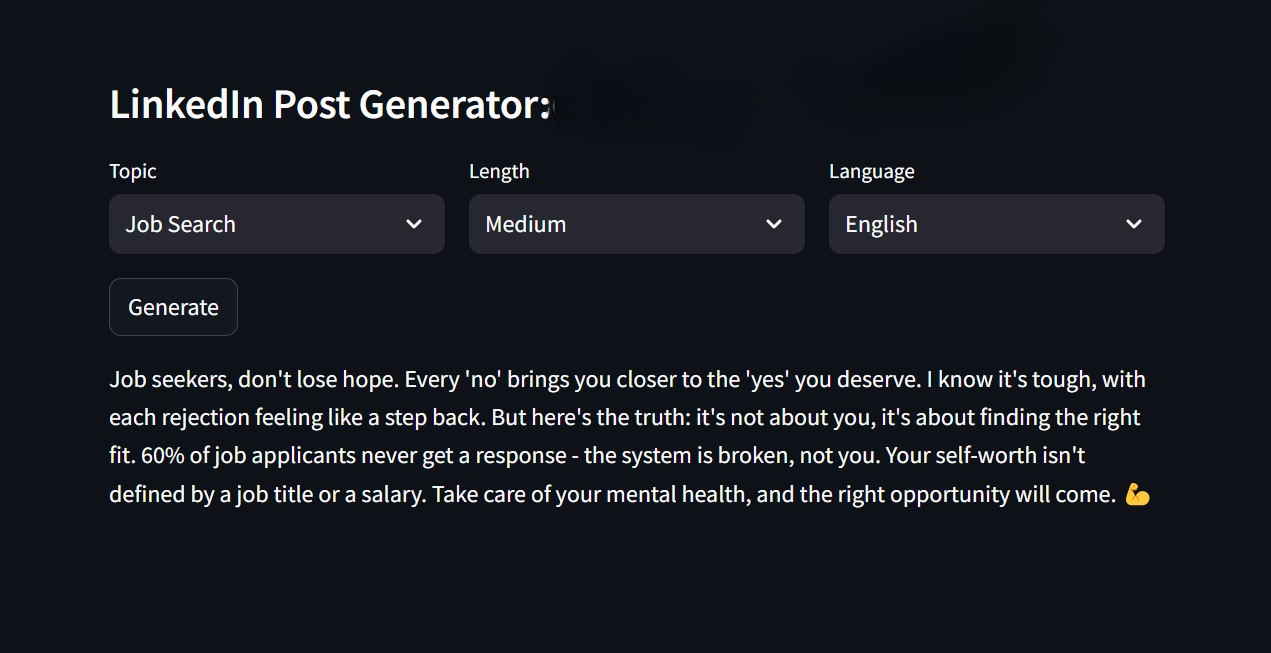 LinkedIn Post Generator:
Topic
Length
Language
Job Search
Medium
English
Generate
Job seekers, don't lose hope. Every 'no' brings you closer to the 'yes' you deserve. I know it's tough, with
each rejection feeling like a step back. But here's the truth: it's not about you, it's about finding the right
fit. 60% of job applicants never get a response - the system is broken, not you. Your self-worth isn't
defined by a job title or a salary. Take care of your mental health, and the right opportunity will come. 💪